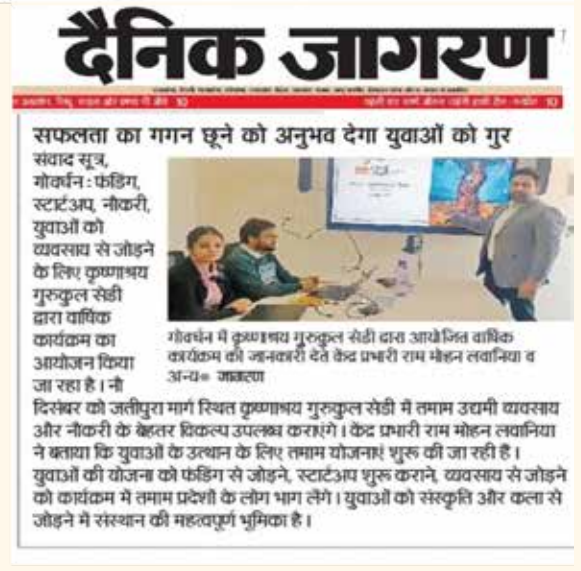 दैनिक जागरण
सफलता का गगन छूने को अनुभव देगा युवाओं को गुर
संवाद सूत्र,
गोवर्धन : फंडिंग,
स्टार्टअप, नौकरी,
युवाओं को
व्यवसाय से जोड़ने
के लिए कृष्णाश्रय
गुरुकुल सेडी
द्वारा वार्षिक
कार्यक्रम का
आयोजन किया
जा रहा है । नौ
गोवर्धन में कृष्णाश्रय गुरुकुल सेडी द्वारा आयोजित वार्षिक
कार्यक्रम की जानकारी देते केंद्र प्रभारी राम मोहन लवानिया व
अन्य● जागरण
दिसंबर को जतीपुरा मार्ग स्थित कृष्णाश्रय गुरुकुल सेडी में तमाम उद्यमी व्यवसाय
और नौकरी के बेहतर विकल्प उपलब्ध कराएंगे । केंद्र प्रभारी राम मोहन लवानिया
ने बताया कि युवाओं के उत्थान के लिए तमाम योजनाएं शुरू की जा रही है ।
युवाओं की योजना को फंडिंग से जोड़ने, स्टार्टअप शुरू कराने, व्यवसाय से जोड़ने
को कार्यक्रम में तमाम प्रदेशों के लोग भाग लेंगे । युवाओं को संस्कृति और कला से
जोड़ने में संस्थान की महत्वपूर्ण भूमिका है ।